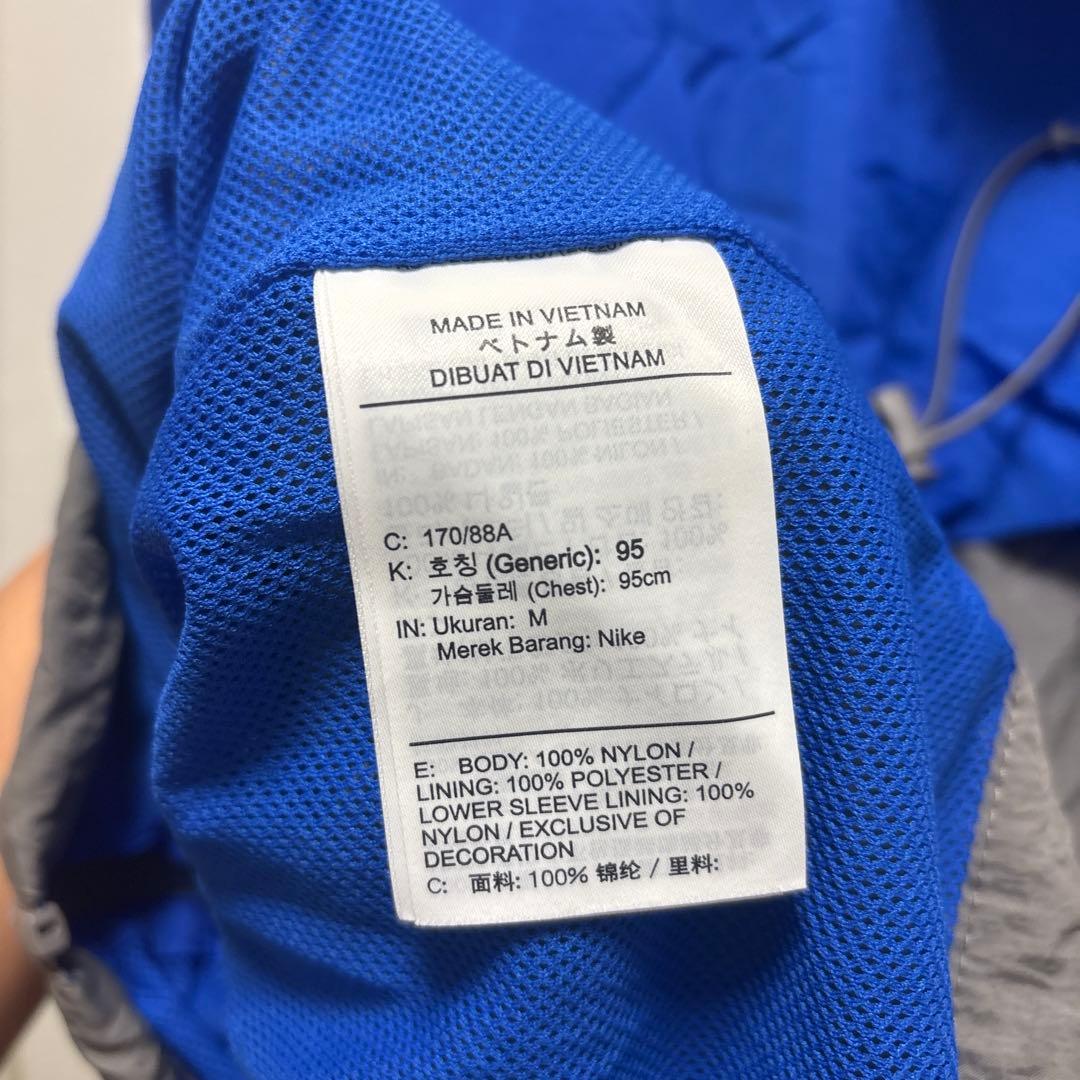 MADE IN VIETNAM
ベトナム製
DIBUAT DI VIETNAM
C: 170/88A
K: 호칭 (Generic): 95
가슴둘레 (Chest): 95cm
IN: Ukuran: M
Merek Barang: Nike
E: BODY: 100% NYLON /
LINING: 100% POLYESTER /
LOWER SLEEVE LINING: 100%
NYLON / EXCLUSIVE OF
DECORATION
C: 面料: 100% 锦纶 / 里料: